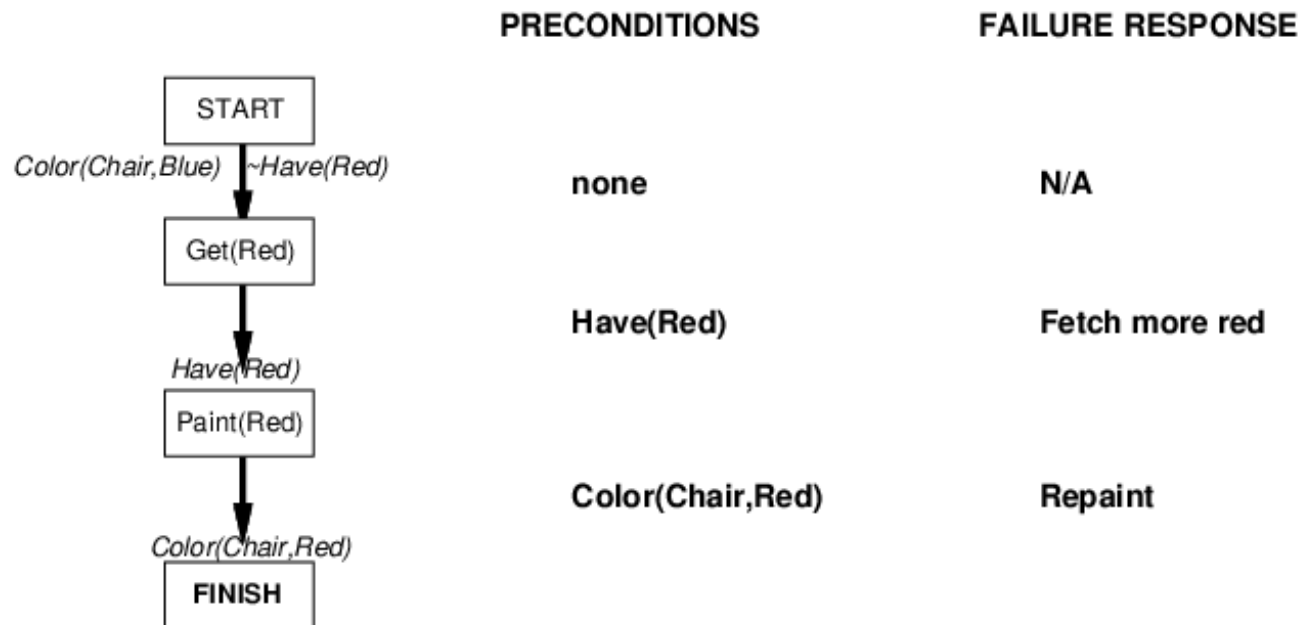 PRECONDITIONS FAILURE RESPONSE
START
Color(Chair,Blue) ~Have(Red)
none N/A
Get(Red)
Have(Red) Fetch more red
Have(Red)
Paint(Red)
Color(Chair,Red) Repaint
Color(Chair,Red)
FINISH